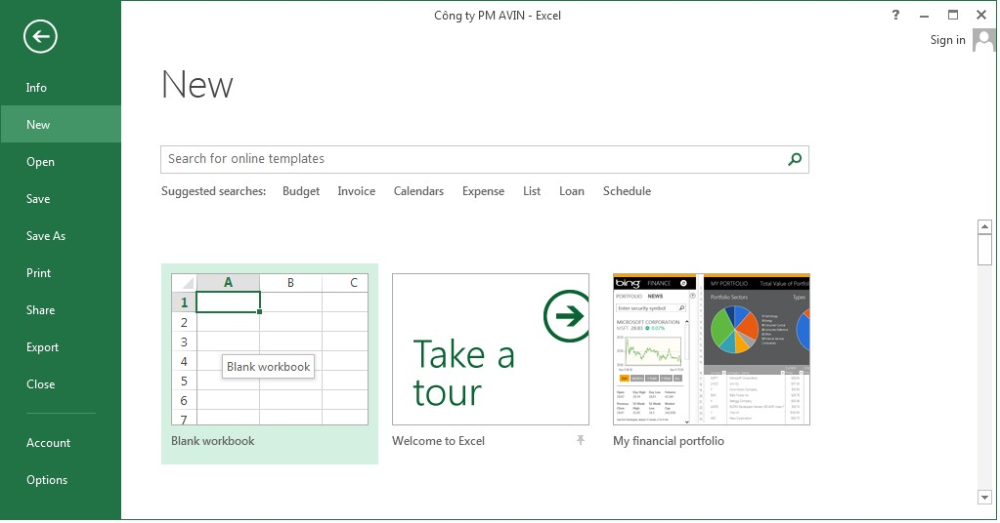 Công ty PM AVIN - Excel
?
Sign in
Info
New
Open
Save
Save As
Print
Share
Export
Close
Account
Options
New
Search for online templates
Suggested searches: Budget Invoice Calendars Expense List Loan Schedule
A B C
1
2
3
4
5
6
7
Blank workbook
Blank workbook
Take a
tour
Welcome to Excel
bing FINANCE
PORTFOLIO NEWS
Enter security symbol
MICROSOFT CORPORATION
MSFT 28.83 0.07%
MY PORTFOLIO Total Value of Portfol
Portfolio Sectors Types
My financial portfolio